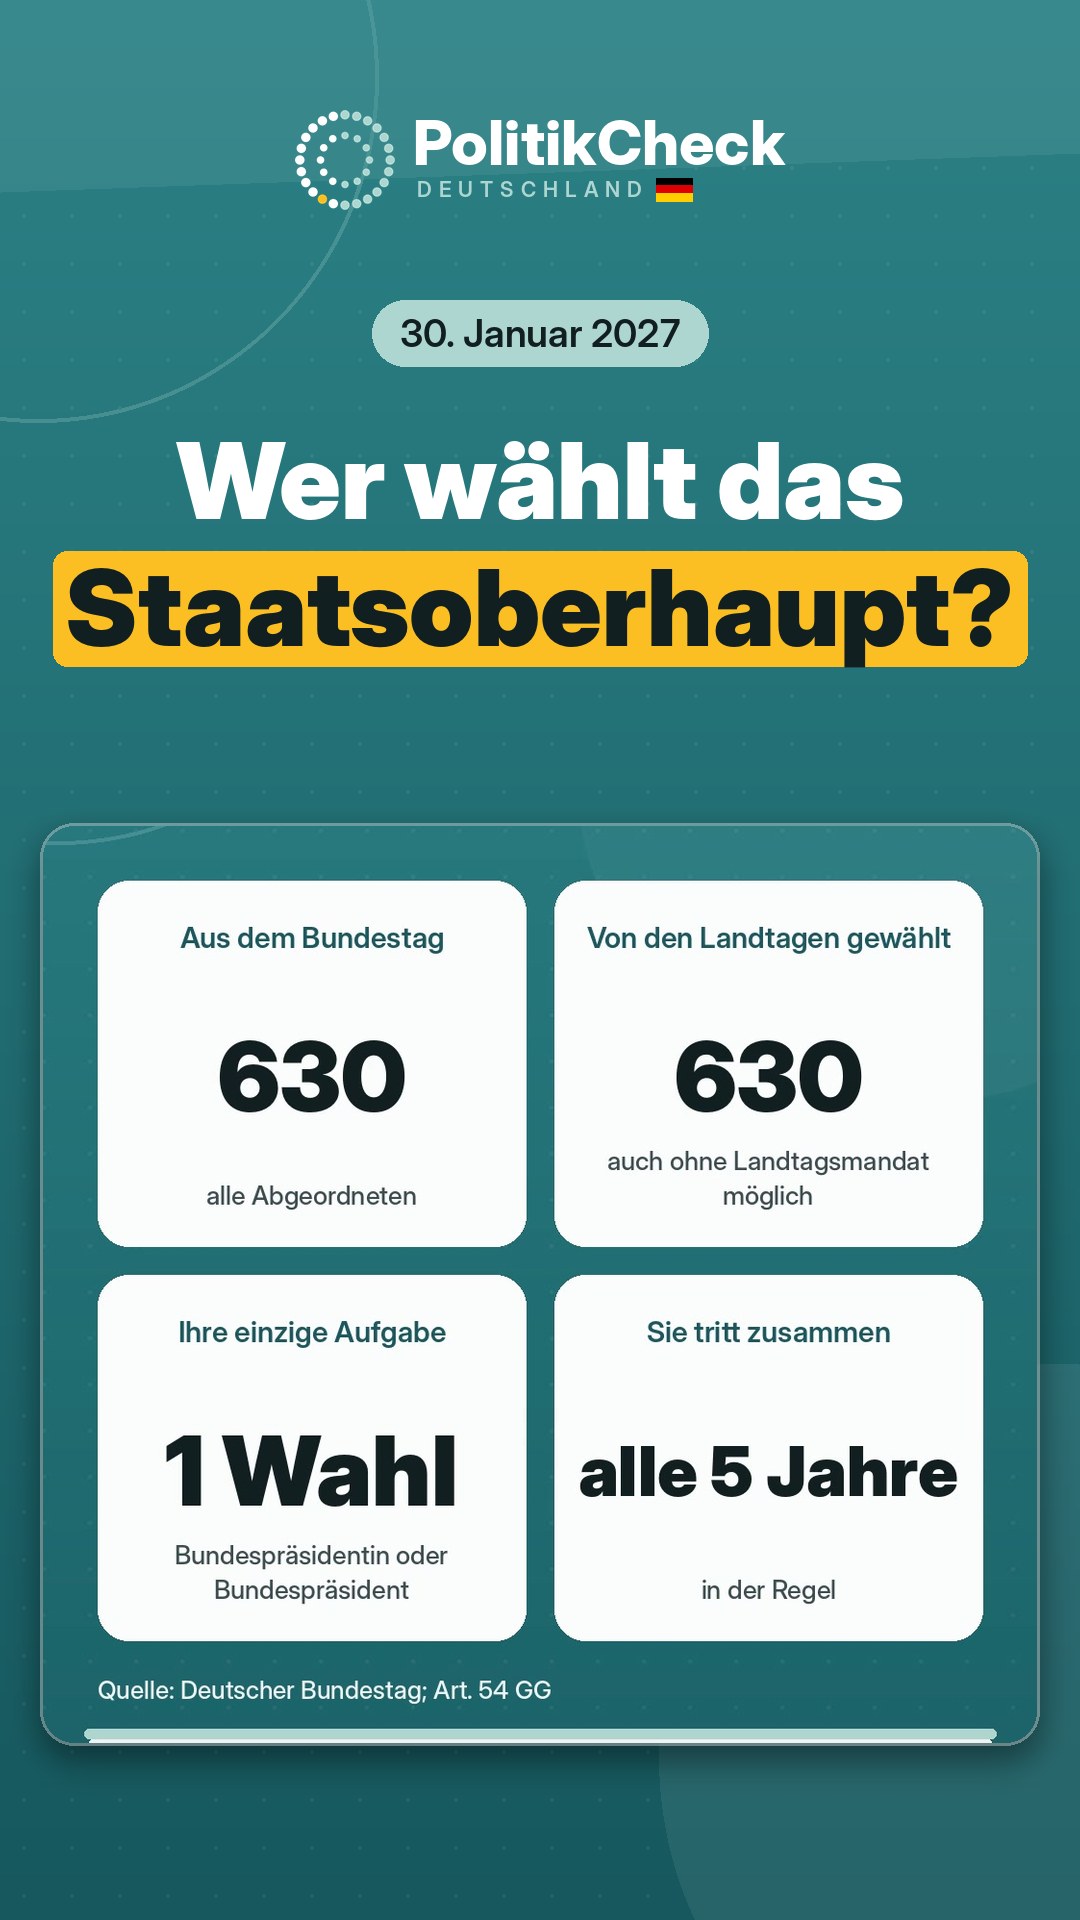 PolitikCheck
DEUTSCHLAND
30. Januar 2027
Wer wählt das
Staatsoberhaupt?
Aus dem Bundestag
630
alle Abgeordneten
Von den Landtagen gewählt
630
auch ohne Landtagsmandat
möglich
Ihre einzige Aufgabe
1 Wahl
Bundespräsidentin oder
Bundespräsident
Sie tritt zusammen
alle 5 Jahre
in der Regel
Quelle: Deutscher Bundestag; Art. 54 GG